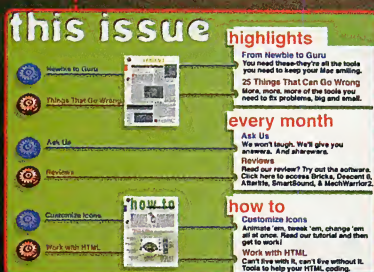 this issue
Newbie to Guru
Things That Go Wrong
Ask Us
Reviews
how to
Customize Icons
Work with HTML
highlights
From Newbie to Guru
You need these-they're all the tools
you need to keep your Mac smiling.
25 Things That Can Go Wrong
More, more, more of the tools you
need to fix problems, big and small.
every month
Ask Us
We won't laugh. We'll give you
answers. And shareware.
Reviews
Read our review? Try out the software.
Click here to access Bricks, Descent II,
Afterlife, SmartSound, & MechWarrior2.
how to
Customize Icons
Animate 'em, tweak 'em, change 'em
all at once. Read our tutorial and then
get to work!
Work with HTML
Can't live with it, can't live without it.
Tools to help your HTML coding.